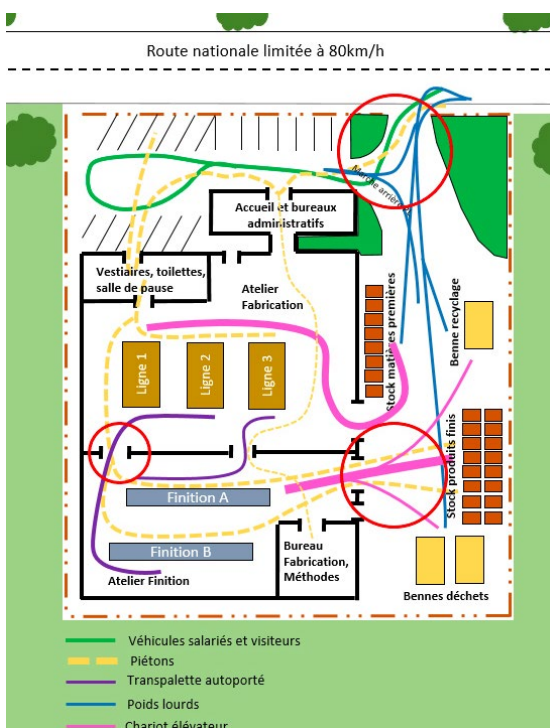 Route nationale limitée à 80km/h
Marche arrière
Accueil et bureaux
administratifs
Vestiaires, toilettes,
salle de pause
Atelier
Fabrication
Stock matières premières
Benne recyclage
Ligne 1
Ligne 2
Ligne 3
Stock produits finis
Finition A
Finition B
Atelier Finition
Bureau
Fabrication,
Méthodes
Bennes déchets
Véhicules salariés et visiteurs
Piétons
Transpalette autoporté
Poids lourds
Chariot élévateur